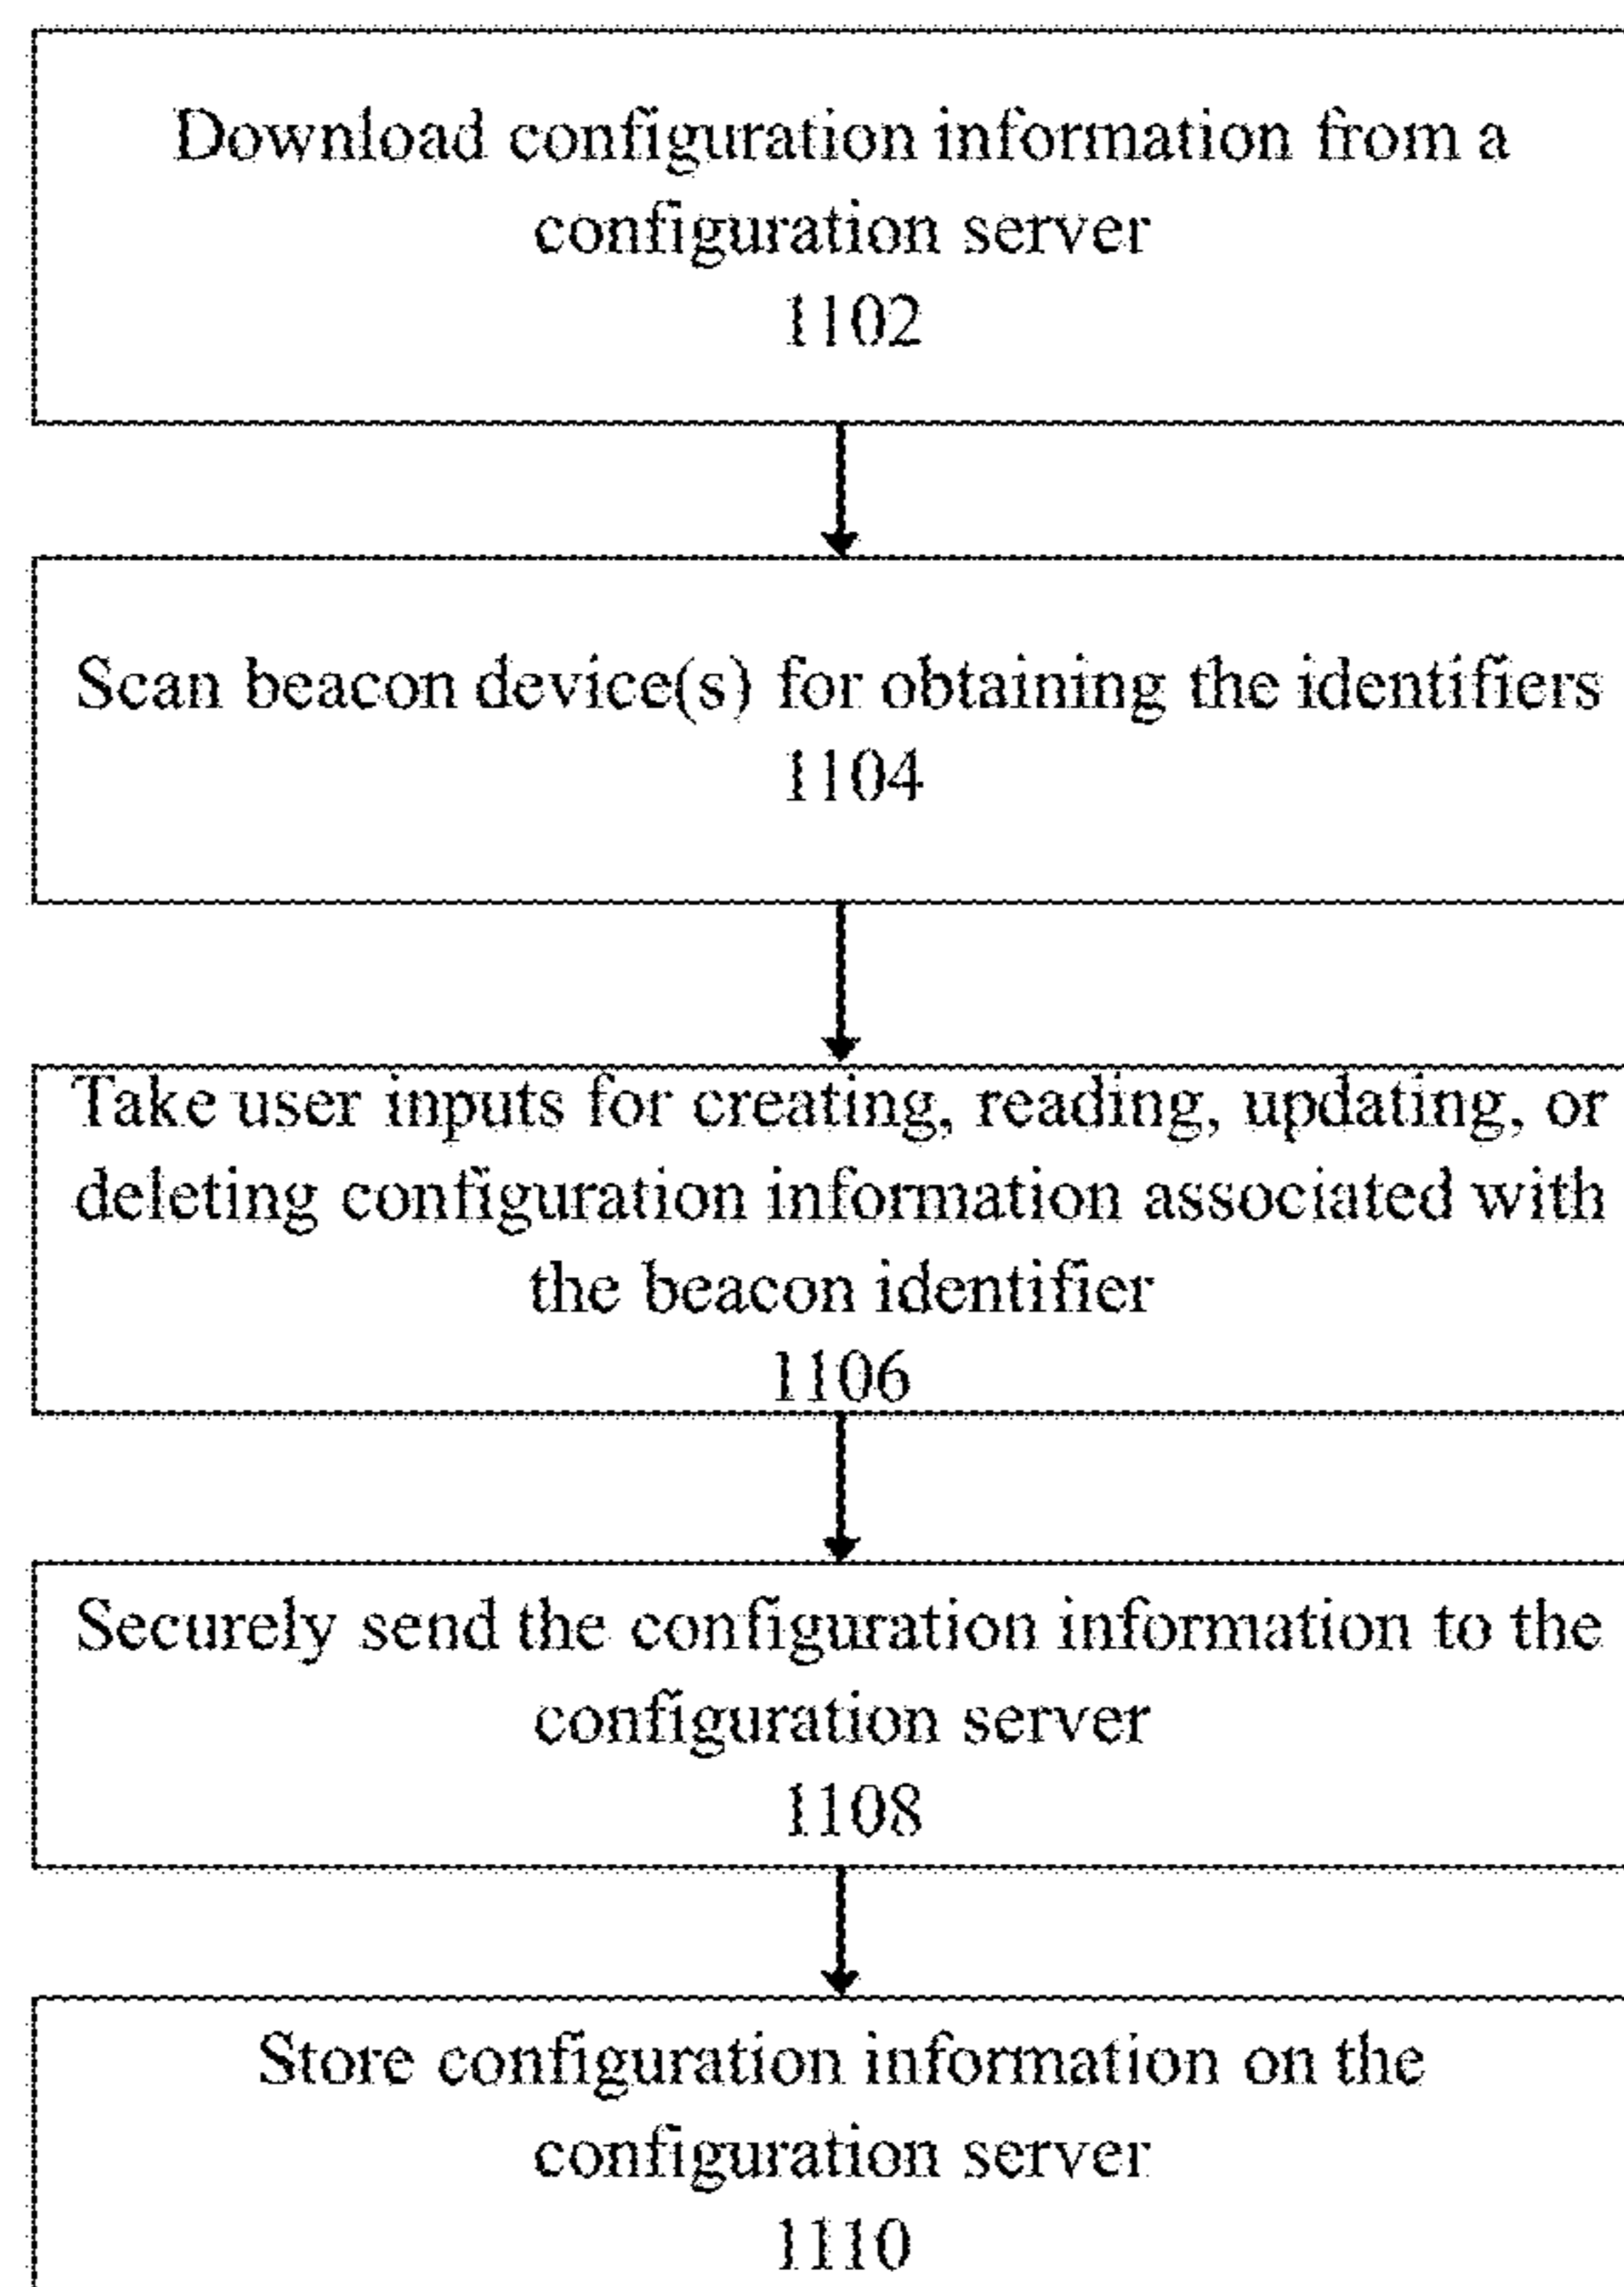 Download configuration information from a
configuration server
1102
Scan beacon device(s) for obtaining the identifiers
1104
Take user inputs for creating, reading, updating, or
deleting configuration information associated with
the beacon identifier
1106
Securely send the configuration information to the
configuration server
1108
Store configuration information on the
configuration server
1110